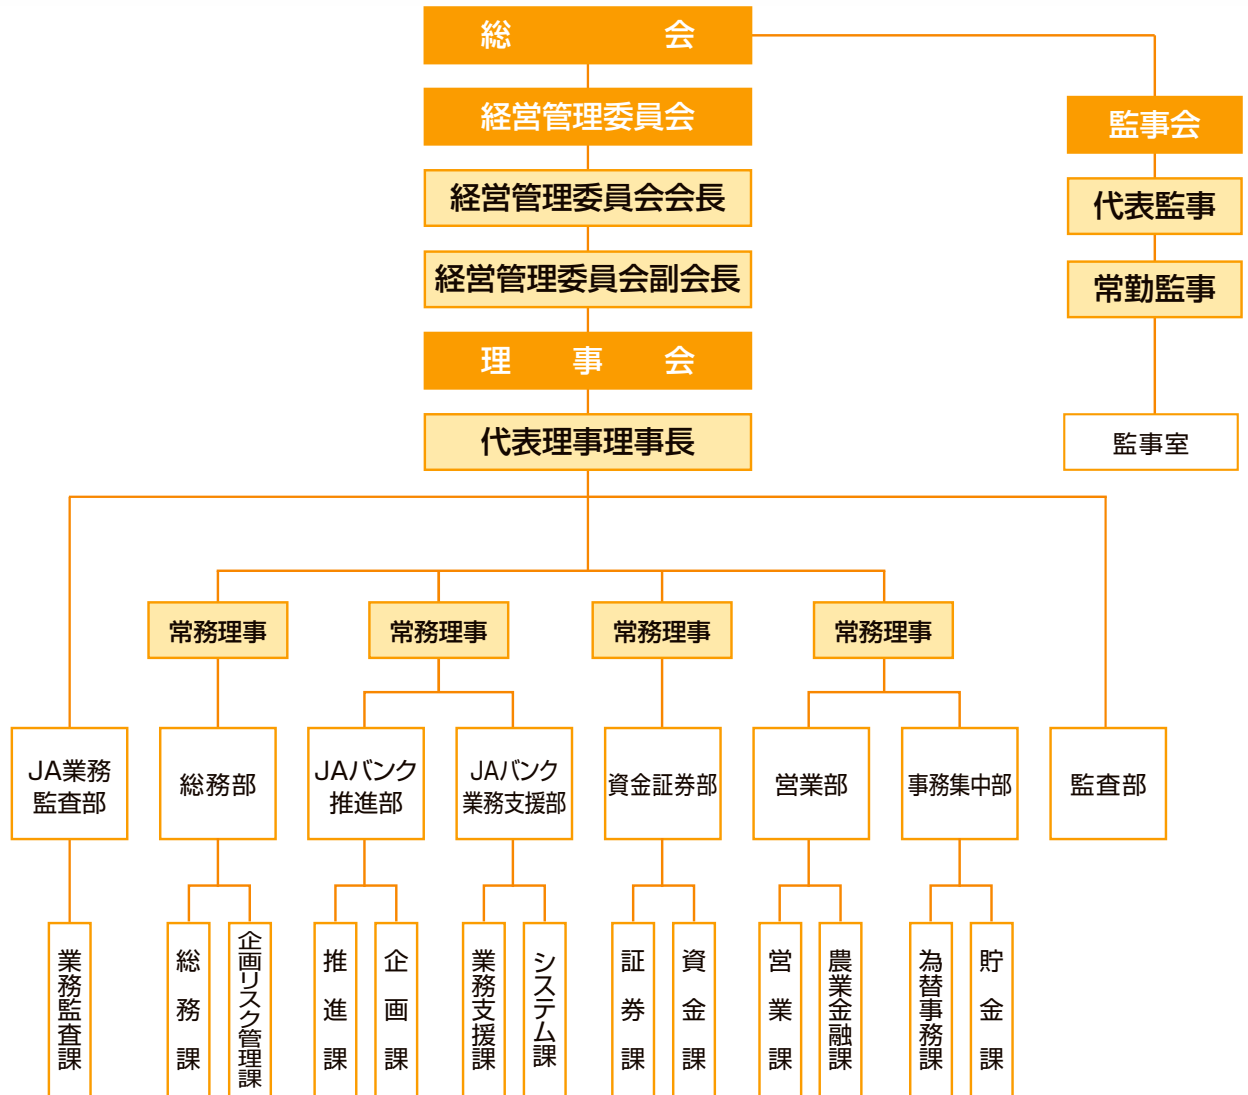 総会
経営管理委員会
監事会
経営管理委員会会長
代表監事
経営管理委員会副会長
常勤監事
理事会
代表理事理事長
監事室
常務理事
常務理事
常務理事
常務理事
JA業務
監査部
総務部
JAバンク
推進部
JAバンク
業務支援部
資金証券部
営業部
事務集中部
監査部
業務監査課
総務課
企画リスク管理課
推進課
企画課
業務支援課
システム課
証券課
資金課
営業課
農業金融課
為替事務課
貯金課